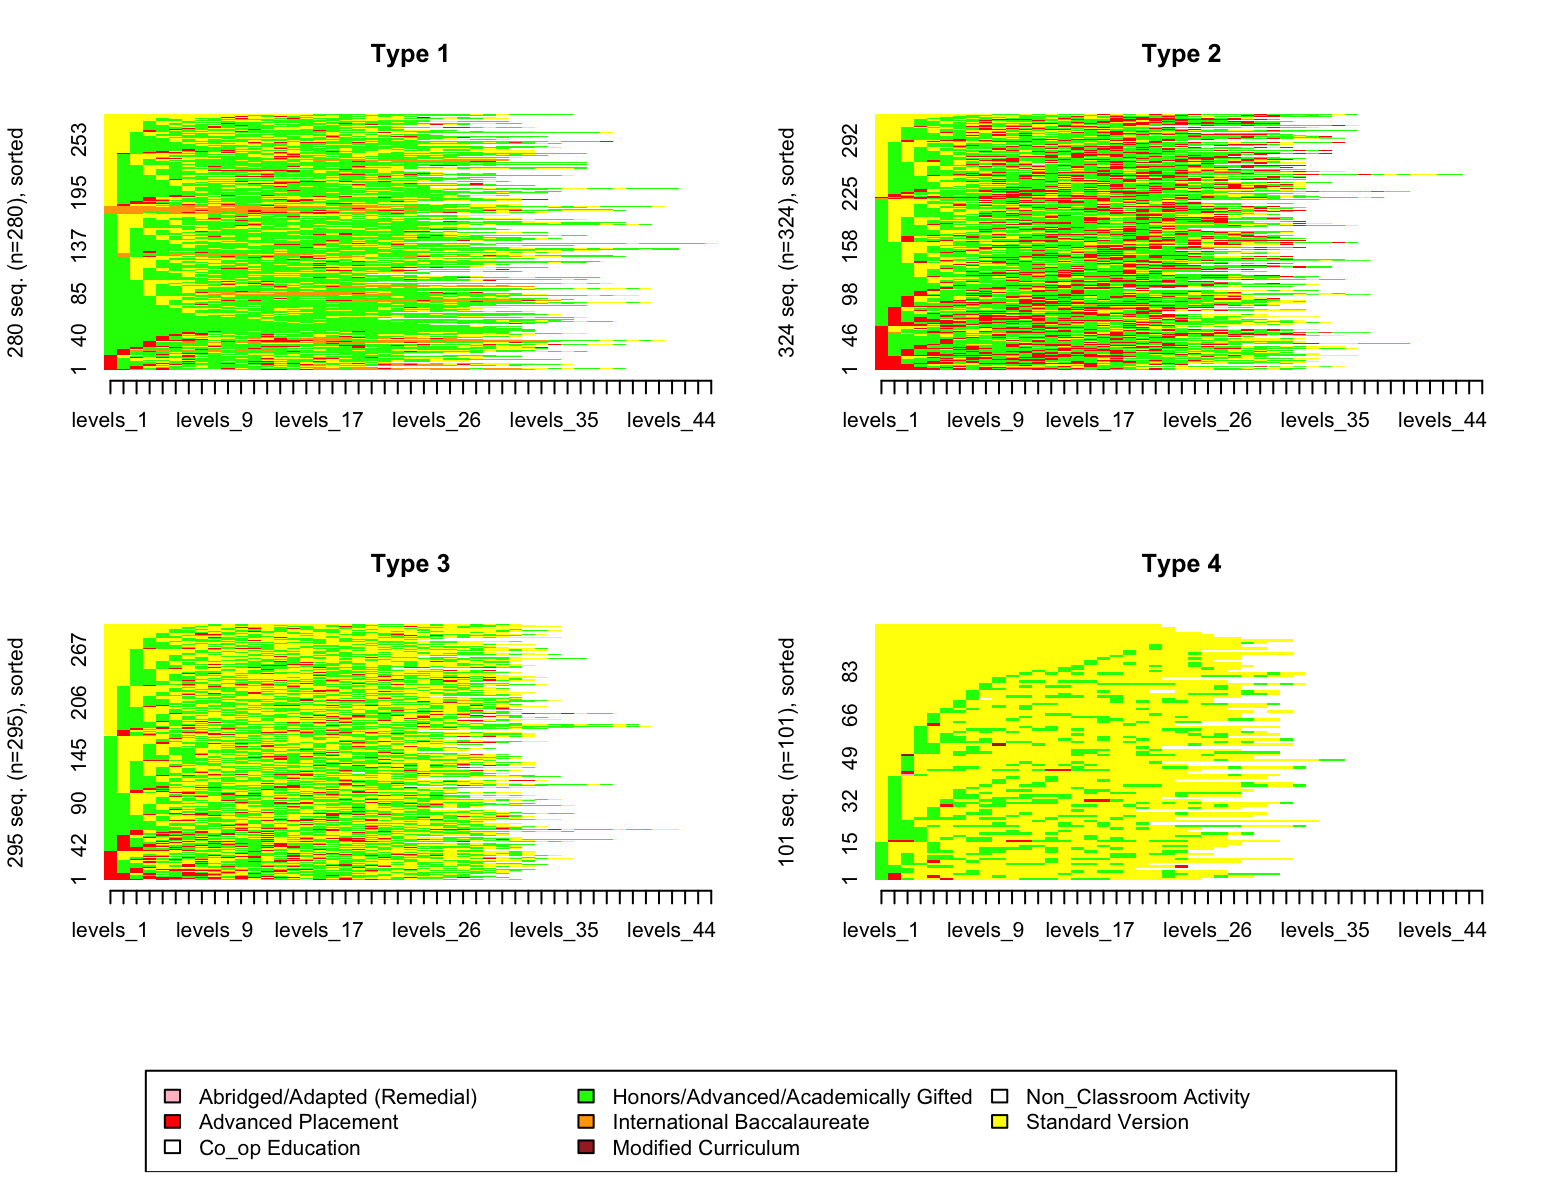 Type 1
280 seq. (n=280), sorted
253
195
137
85
40
1
levels_1 levels_9 levels_17 levels_26 levels_35 levels_44
Type 2
324 seq. (n=324), sorted
292
225
158
98
46
1
levels_1 levels_9 levels_17 levels_26 levels_35 levels_44
Type 3
295 seq. (n=295), sorted
267
206
145
90
42
1
levels_1 levels_9 levels_17 levels_26 levels_35 levels_44
Type 4
101 seq. (n=101), sorted
83
66
49
32
15
1
levels_1 levels_9 levels_17 levels_26 levels_35 levels_44
Abridged/Adapted (Remedial)
Advanced Placement
Co_op Education
Honors/Advanced/Academically Gifted
International Baccalaureate
Modified Curriculum
Non_Classroom Activity
Standard Version